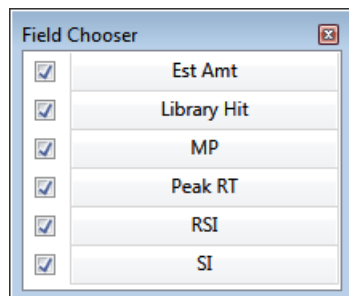 Field Chooser
Est Amt
Library Hit
MP
Peak RT
RSI
SI